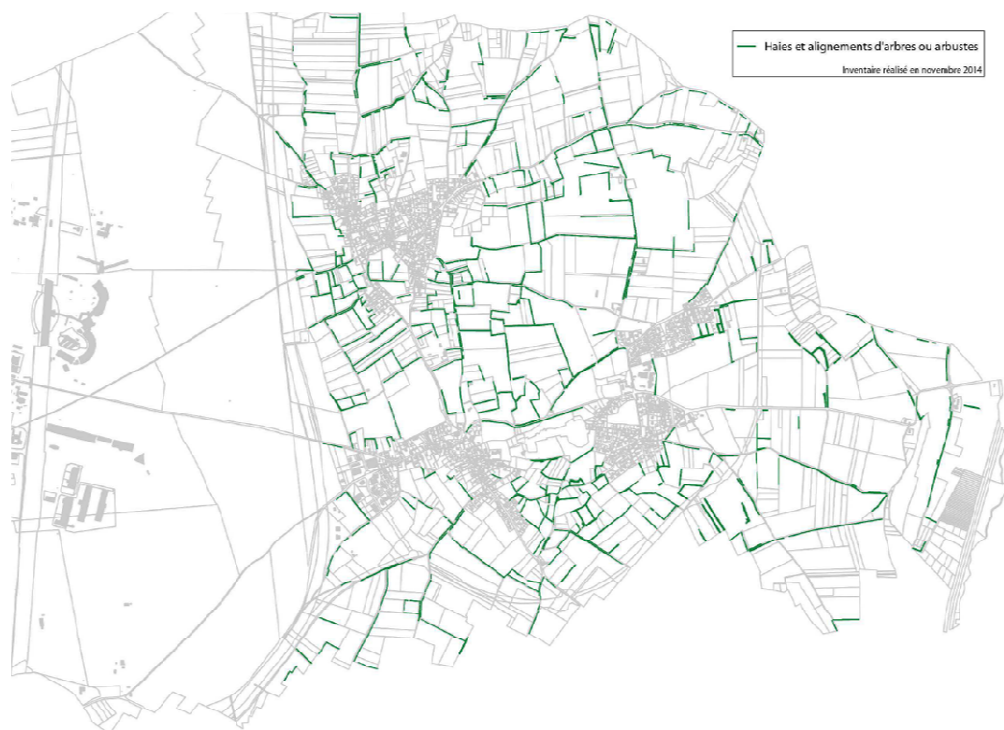 Haies et alignements d'arbres ou arbustes
Inventaire réalisé en novembre 2014